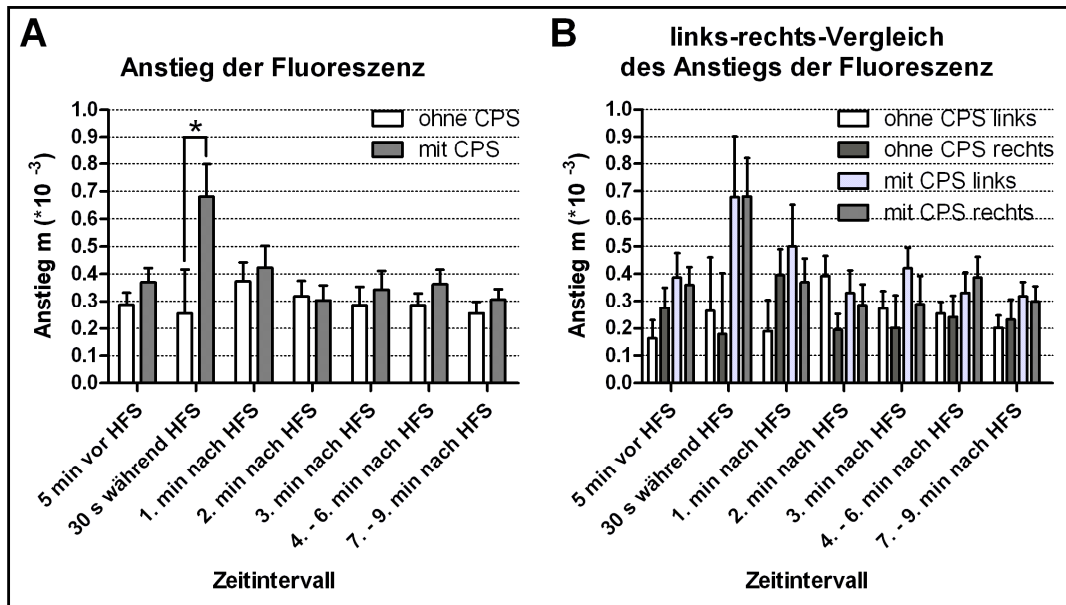 A
Anstieg der Fluoreszenz
Anstieg m (*10 -3)
1.0
0.9
0.8
0.7
0.6
0.5
0.4
0.3
0.2
0.1
0.0
*
ohne CPS
mit CPS
5 min vor HFS
30 s während HFS
1. min nach HFS
2. min nach HFS
3. min nach HFS
4. - 6. min nach HFS
7. - 9. min nach HFS
Zeitintervall
B
links-rechts-Vergleich
des Anstiegs der Fluoreszenz
Anstieg m (*10 -3)
1.0
0.9
0.8
0.7
0.6
0.5
0.4
0.3
0.2
0.1
0.0
ohne CPS links
ohne CPS rechts
mit CPS links
mit CPS rechts
5 min vor HFS
30 s während HFS
1. min nach HFS
2. min nach HFS
3. min nach HFS
4. - 6. min nach HFS
7. - 9. min nach HFS
Zeitintervall